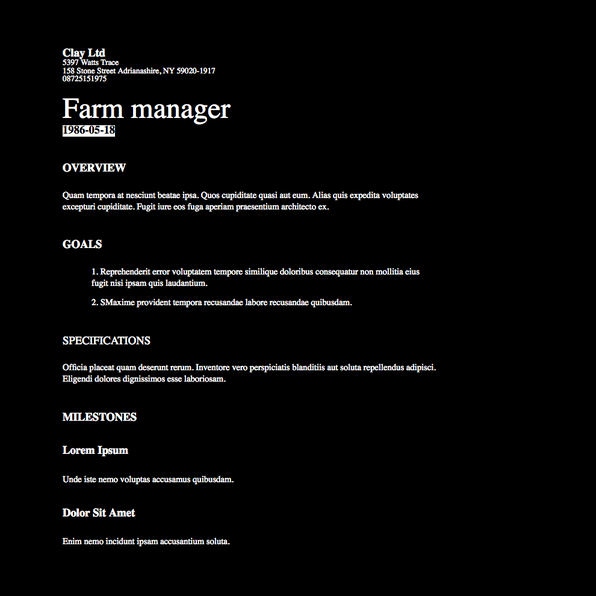 Clay Ltd
5397 Watts Trace
158 Stone Street Adrianashire, NY 59020-1917
08725151975
Farm manager
1986-05-18
OVERVIEW
Quam tempora at nesciunt beatae ipsa. Quos cupiditate quasi aut eum. Alias quis expedita voluptates
excepturi cupiditate. Fugit iure eos fuga aperiam praesentium architecto ex.
GOALS
1. Reprehenderit error voluptatem tempore similique doloribus consequatur non mollitia eius
fugit nisi ipsam quis laudantium.
2. SMaxime provident tempora recusandae labore recusandae quibusdam.
SPECIFICATIONS
Officia placeat quam deserunt rerum. Inventore vero perspiciatis blanditiis aut soluta repellendus adipisci.
Eligendi dolores dignissimos esse laboriosam.
MILESTONES
Lorem Ipsum
Unde iste nemo voluptas accusamus quibusdam.
Dolor Sit Amet
Enim nemo incidunt ipsam accusantium soluta.